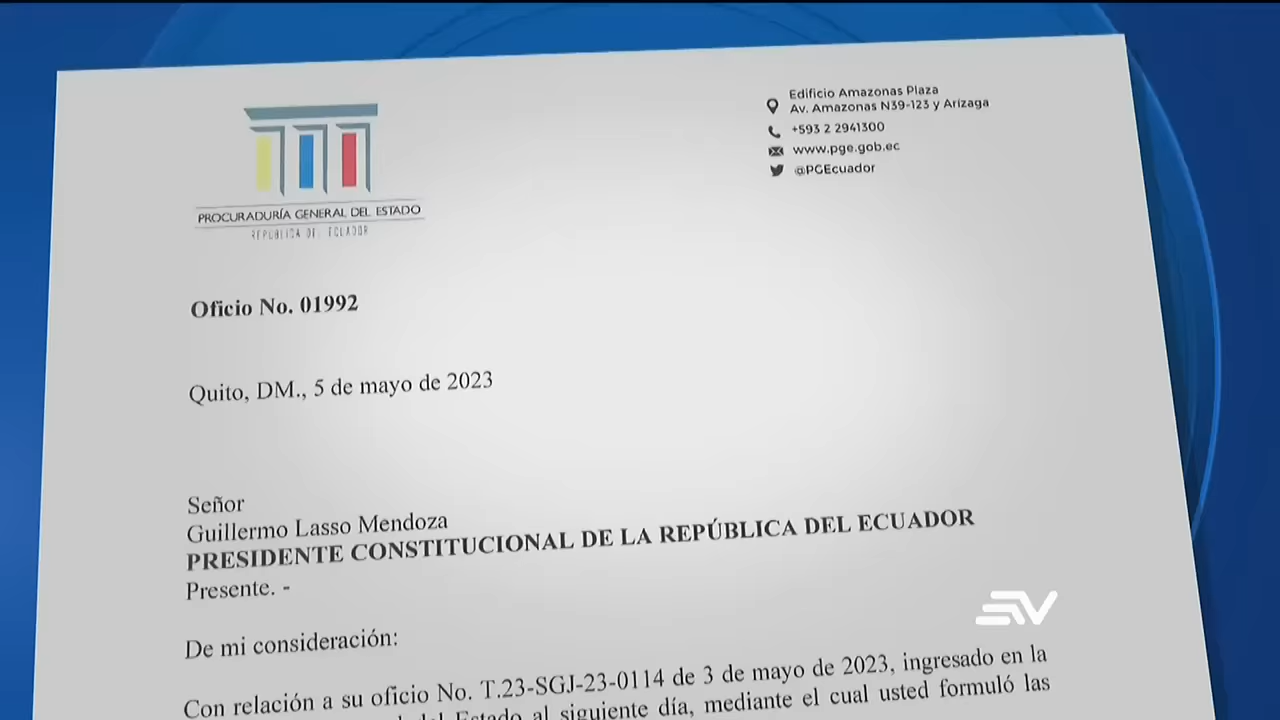 Edificio Amazonas Plaza
Av. Amazonas N39-123 y Arízaga
+593 2 2941300
www.pge.gob.ec
@PGEcuador
PROCURADURÍA GENERAL DEL ESTADO
REPÚBLICA DEL ECUADOR
Oficio No. 01992
Quito, DM., 5 de mayo de 2023
Señor
Guillermo Lasso Mendoza
PRESIDENTE CONSTITUCIONAL DE LA REPÚBLICA DEL ECUADOR
Presente. -
De mi consideración:
Con relación a su oficio No. T.23-SGJ-23-0114 de 3 de mayo de 2023, ingresado en la
del Estado al siguiente día, mediante el cual usted formuló las